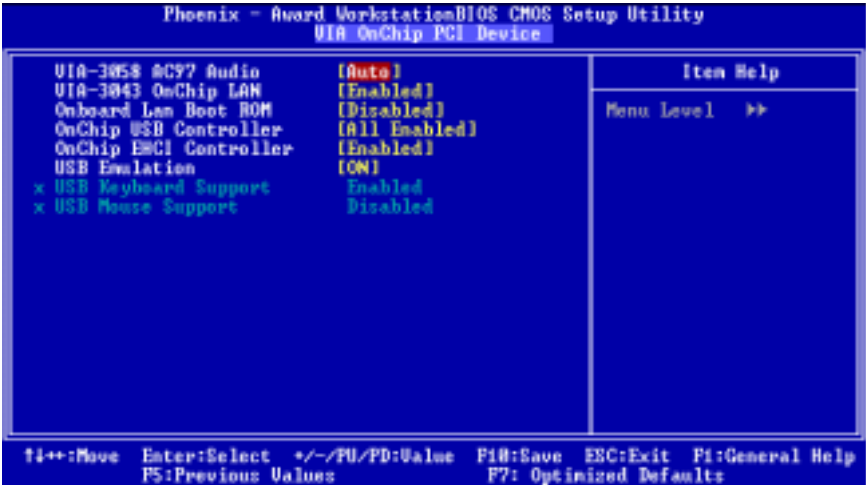 Phoenix - Award WorkstationBIOS CMOS Setup Utility
VIA OnChip PCI Device
VIA-3058 AC97 Audio [Auto]
VIA-3043 OnChip LAN [Enabled]
Onboard Lan Boot ROM [Disabled]
OnChip USB Controller [All Enabled]
OnChip EHCI Controller [Enabled]
USB Emulation [ON]
x USB Keyboard Support Enabled
x USB Mouse Support Disabled
Item Help
Menu Level ►►
↑↓→←:Move Enter:Select +/-/PU/PD:Value F10:Save ESC:Exit F1:General Help
F5:Previous Values F7: Optimized Defaults